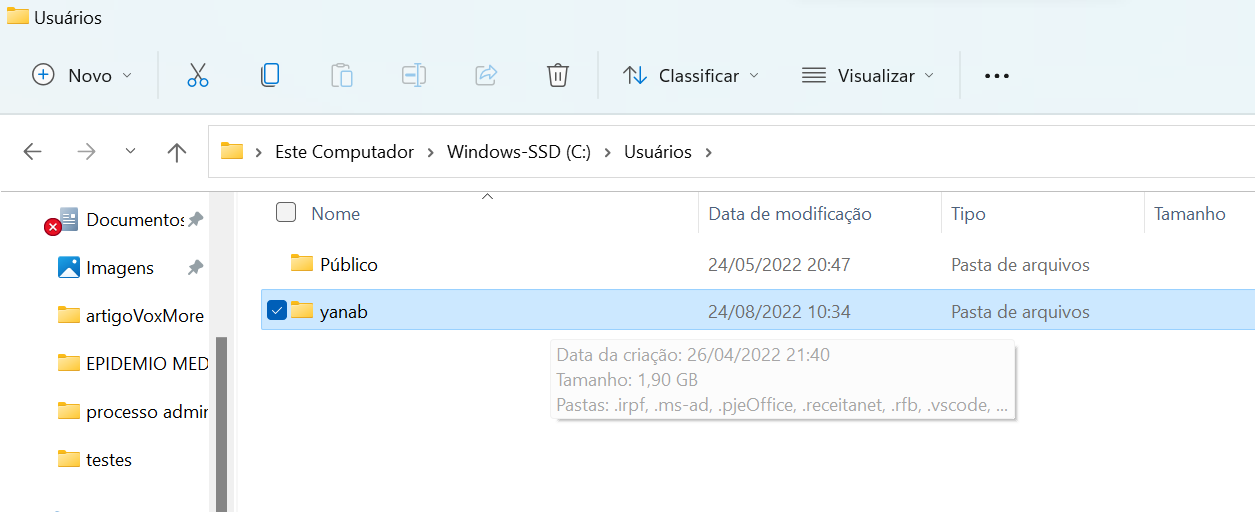 Usuários
Novo
Classificar
Visualizar
Este Computador > Windows-SSD (C:) > Usuários >
Documentos
Imagens
artigoVoxMore
EPIDEMIO MED
processo admir
testes
Nome Data de modificação Tipo Tamanho
Público 24/05/2022 20:47 Pasta de arquivos
yanab 24/08/2022 10:34 Pasta de arquivos
Data da criação: 26/04/2022 21:40
Tamanho: 1,90 GB
Pastas: .irpf, .ms-ad, .pjeOffice, .receitanet, .rfb, .vscode, ...